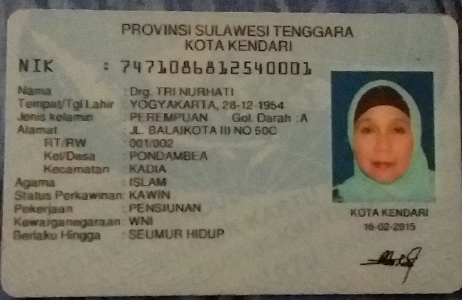 PROVINSI SULAWESI TENGGARA
KOTA KENDARI
NIK : 7471086812540001
Nama : Drg. TRI NURHATI
Tempat/Tgl Lahir : YOGYAKARTA, 28-12-1954
Jenis kelamin : PEREMPUAN Gol. Darah :A
Alamat : JL. BALAIKOTA III NO 50C
RT/RW : 001/002
Kel/Desa : PONDAMBEA
Kecamatan : KADIA
Agama : ISLAM
Status Perkawinan: KAWIN
Pekerjaan : PENSIUNAN
Kewarganegaraan: WNI
Berlaku Hingga : SEUMUR HIDUP
KOTA KENDARI
16-02-2015